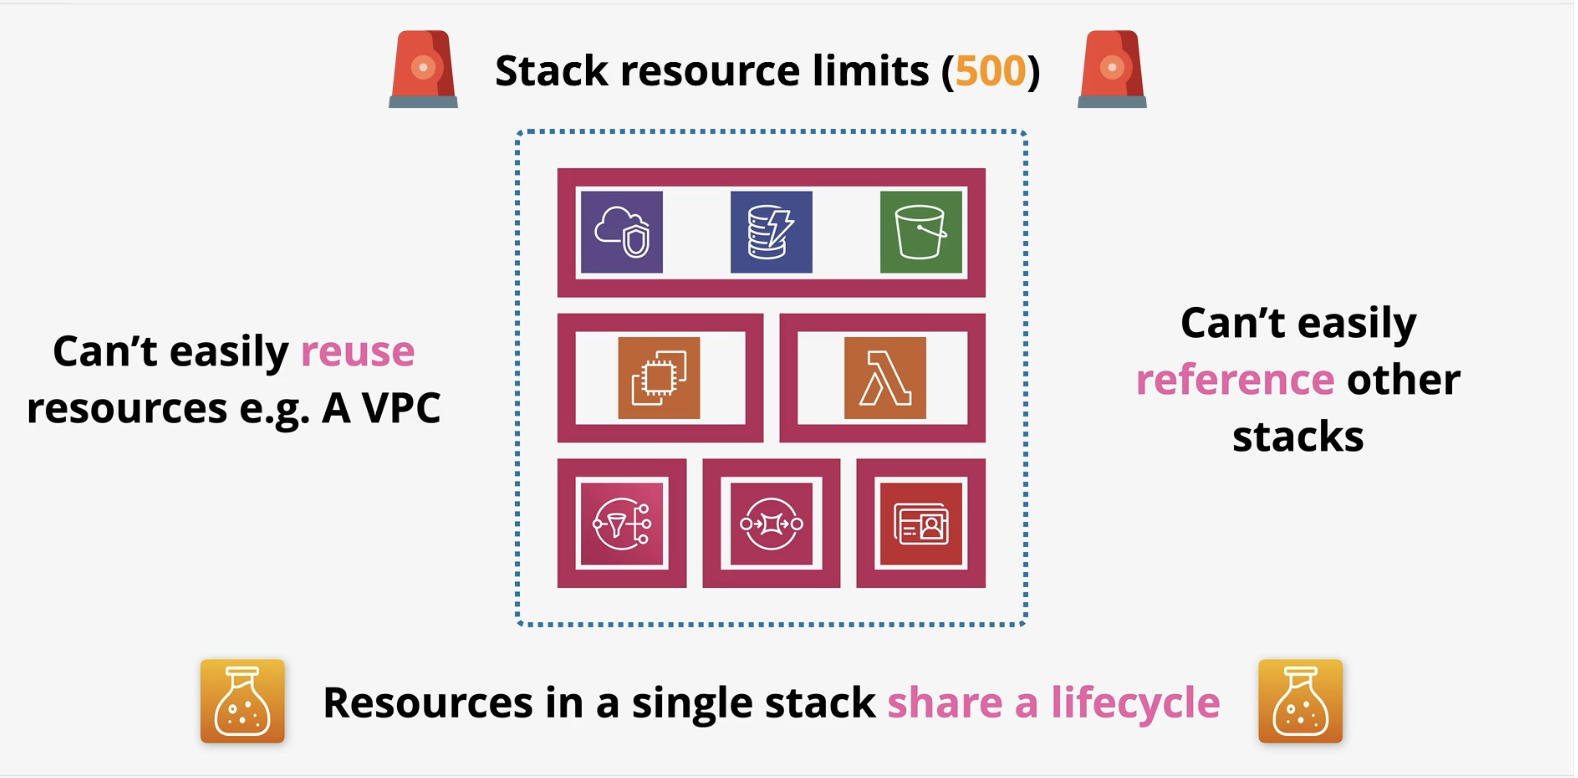 Stack resource limits (500)
Can’t easily reuse
resources e.g. A VPC
Can’t easily
reference other
stacks
Resources in a single stack share a lifecycle